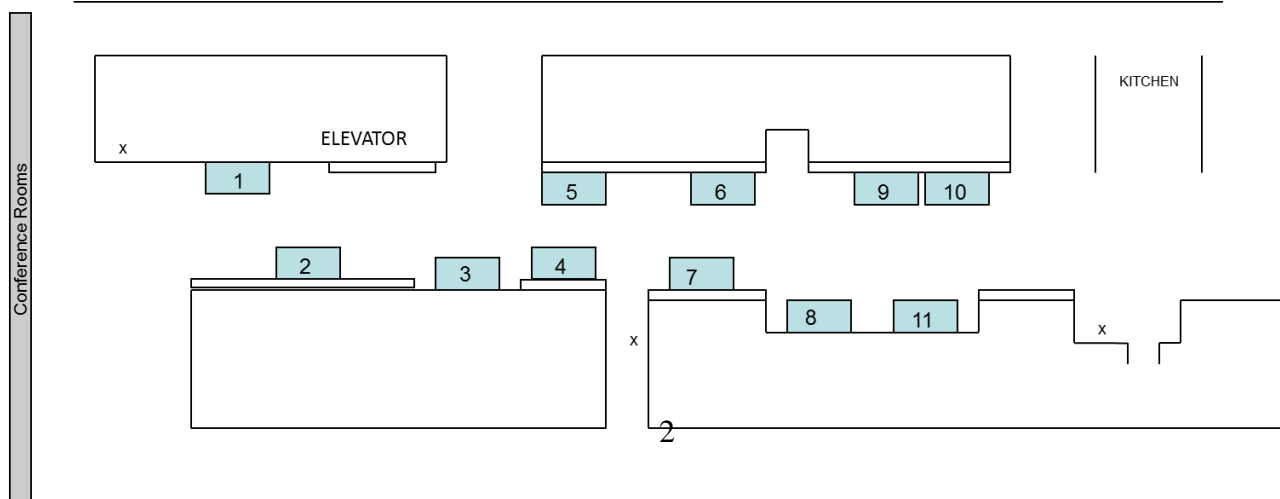 Conference Rooms
KITCHEN
ELEVATOR
x
1
5
6
9
10
2
3
4
7
8
11
x
x
2